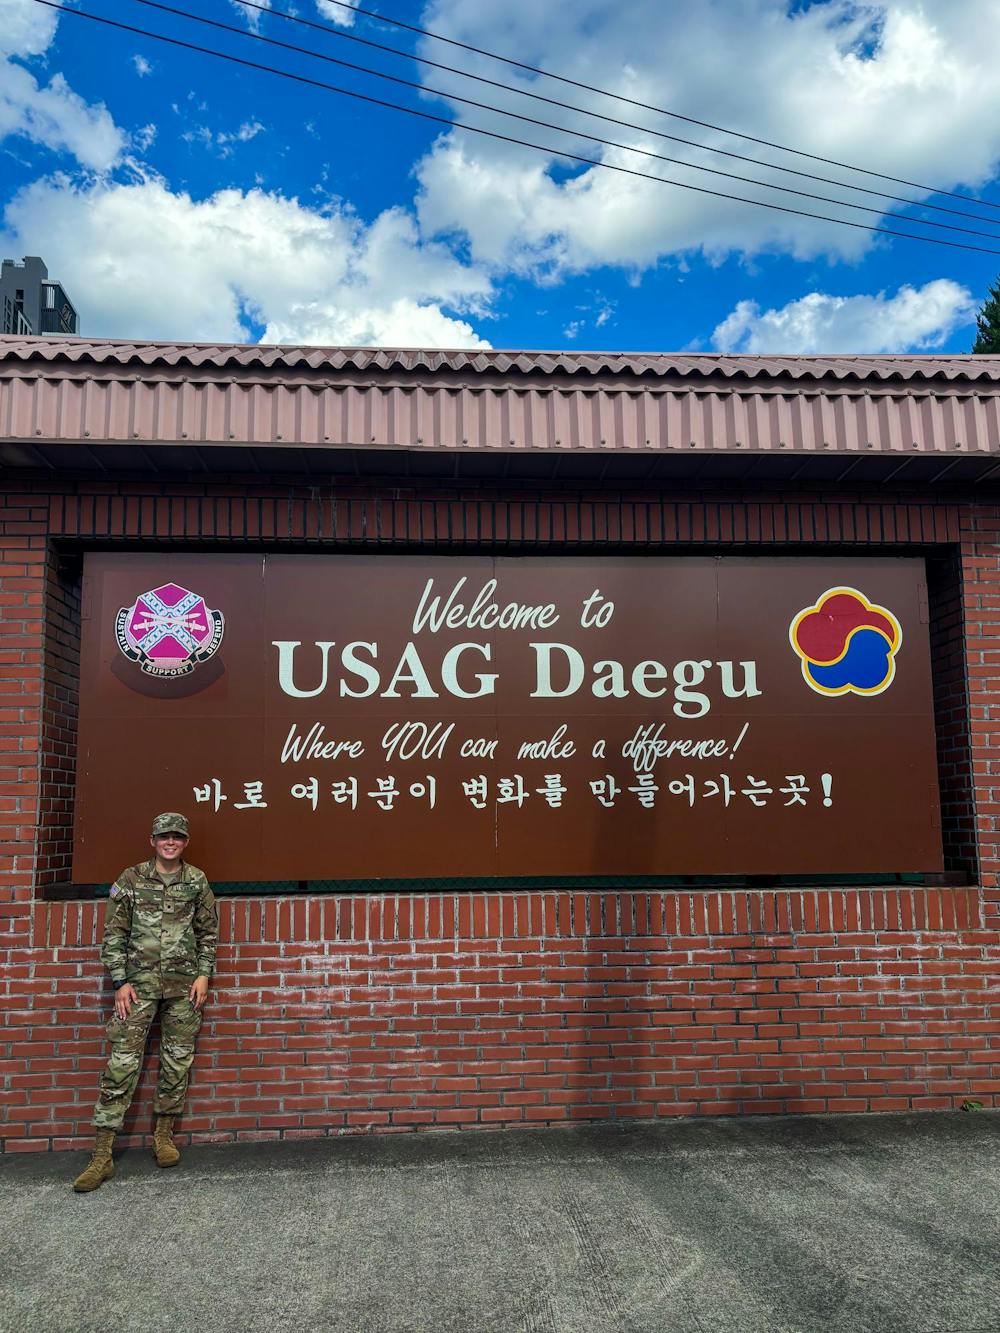 Welcome to
USAG Daegu
Where YOU can make a difference!
바로 여러분이 변화를 만들어가는곳!
SUSTAIN
SUPPORT
DEFEND